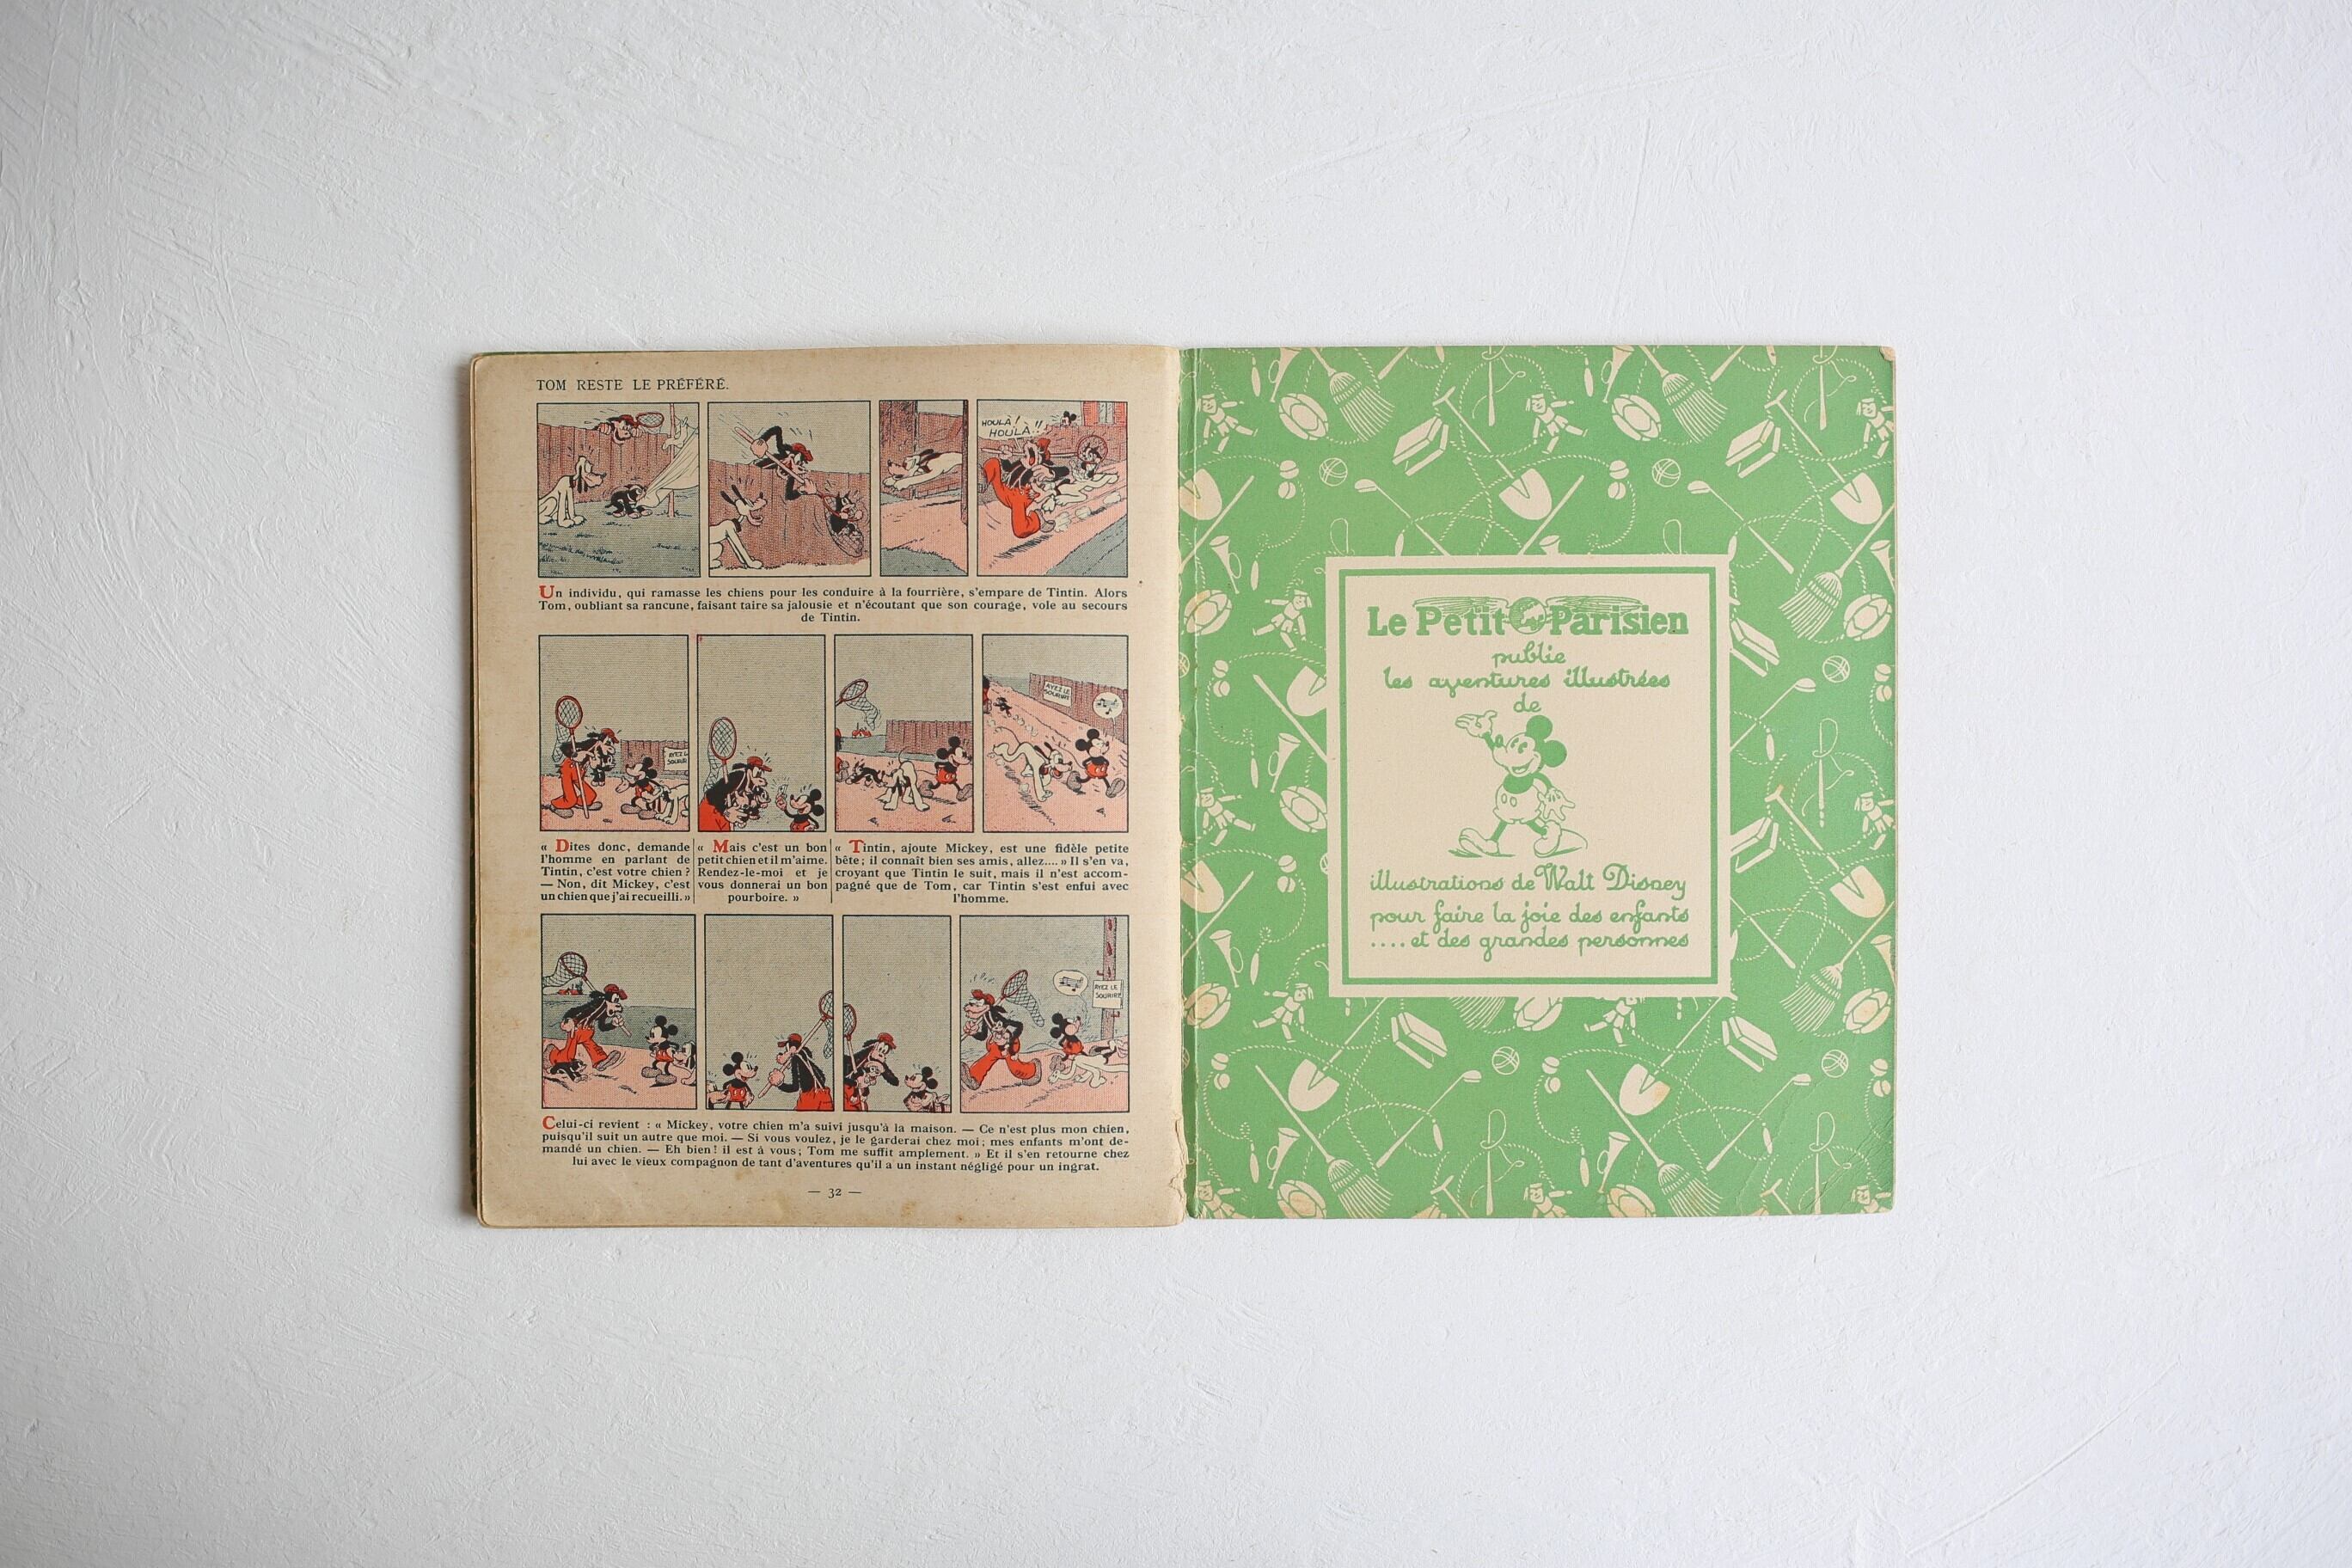 TOM RESTE LE PRÉFÉRÉ.
HOULÀ!
HOULÀ!!
Un individu, qui ramasse les chiens pour les conduire à la fourrière, s'empare de Tintin. Alors
Tom, oubliant sa rancune, faisant taire sa jalousie et n'écoutant que son courage, vole au secours
de Tintin.
AYEZ LE
SOURIRE
AYEZ LE
SOURIRE
« Dites donc, demande
l'homme en parlant de
Tintin, c'est votre chien ?
— Non, dit Mickey, c'est
un chien que j'ai recueilli. »
« Mais c'est un bon
petit chien et il m'aime.
Rendez-le-moi et je
vous donnerai un bon
pourboire. »
« Tintin, ajoute Mickey, est une fidèle petite
bête ; il connaît bien ses amis, allez.... » Il s'en va,
croyant que Tintin le suit, mais il n'est accom-
pagné que de Tom, car Tintin s'est enfui avec
l'homme.
AYEZ LE
SOURIRE
Celui-ci revient : « Mickey, votre chien m'a suivi jusqu'à la maison. — Ce n'est plus mon chien,
puisqu'il suit un autre que moi. — Si vous voulez, je le garderai chez moi ; mes enfants m'ont de-
mandé un chien. — Eh bien ! il est à vous ; Tom me suffit amplement. » Et il s'en retourne chez
lui avec le vieux compagnon de tant d'aventures qu'il a un instant négligé pour un ingrat.
— 32 —
Le Petit Parisien
publie
les aventures illustrées
de
illustrations de Walt Disney
pour faire la joie des enfants
.... et des grandes personnes